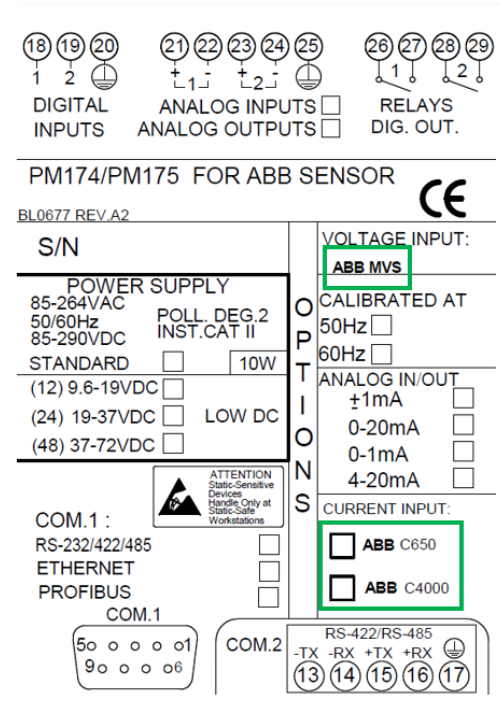 18 19 20 21 22 23 24 25 26 27 28 29
1 2 + 1 - + 2 - 1 2
DIGITAL INPUTS
ANALOG INPUTS
ANALOG OUTPUTS
RELAYS
DIG. OUT.
PM174/PM175 FOR ABB SENSOR
CE
BL0677 REV.A2
S/N
POWER SUPPLY
85-264VAC
50/60Hz
85-290VDC
POLL. DEG.2
INST.CAT II
STANDARD 10W
(12) 9.6-19VDC
(24) 19-37VDC LOW DC
(48) 37-72VDC
ATTENTION
Static-Sensitive
Devices
Handle Only at
Static-Safe
Workstations
COM.1 :
RS-232/422/485
ETHERNET
PROFIBUS
OPTIONS
VOLTAGE INPUT:
ABB MVS
CALIBRATED AT
50Hz
60Hz
ANALOG IN/OUT
±1mA
0-20mA
0-1mA
4-20mA
CURRENT INPUT:
ABB C650
ABB C4000
COM.1
5 1
9 6
COM.2
RS-422/RS-485
-TX -RX +TX +RX
13 14 15 16 17